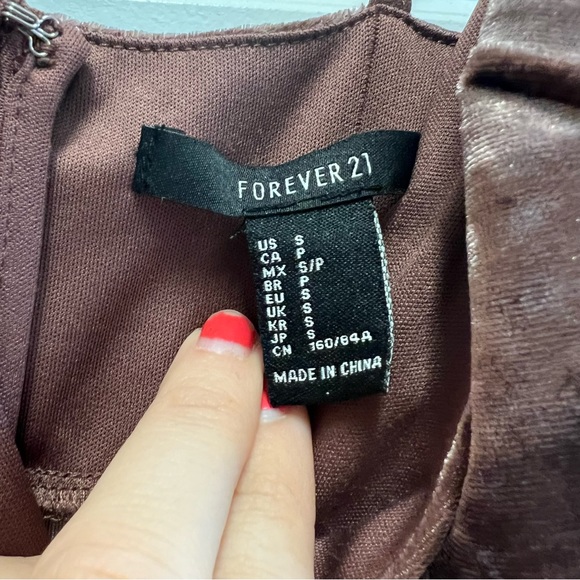 FOREVER 21
US S
CA P
MX S/P
BR P
EU S
UK S
KR S
JP S
CN 160/84A
MADE IN CHINA